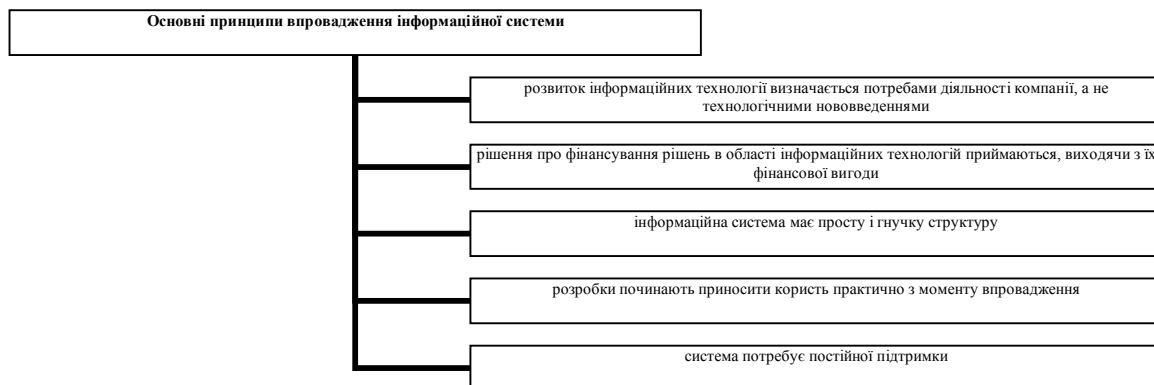 Основні принципи впровадження інформаційної системи
розвиток інформаційних технології визначається потребами діяльності компанії, а не
технологічними нововведеннями
рішення про фінансування рішень в області інформаційних технологій приймаються, виходячи з їх
фінансової вигоди
інформаційна система має просту і гнучку структуру
розробки починають приносити користь практично з моменту впровадження
система потребує постійної підтримки